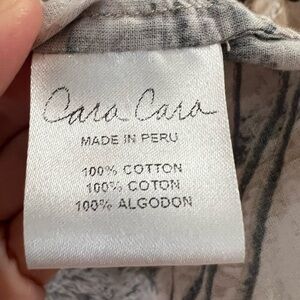 Cara Cara
MADE IN PERU
100% COTTON
100% COTON
100% ALGODON